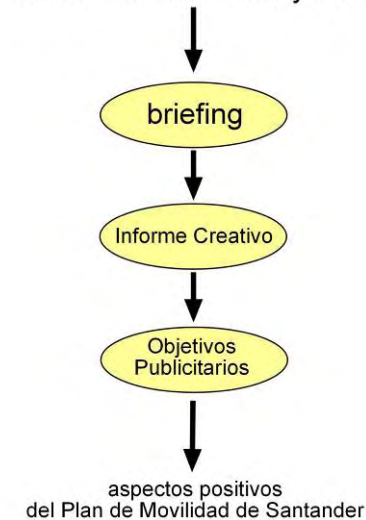 briefing
Informe Creativo
Objetivos
Publicitarios
aspectos positivos
del Plan de Movilidad de Santander